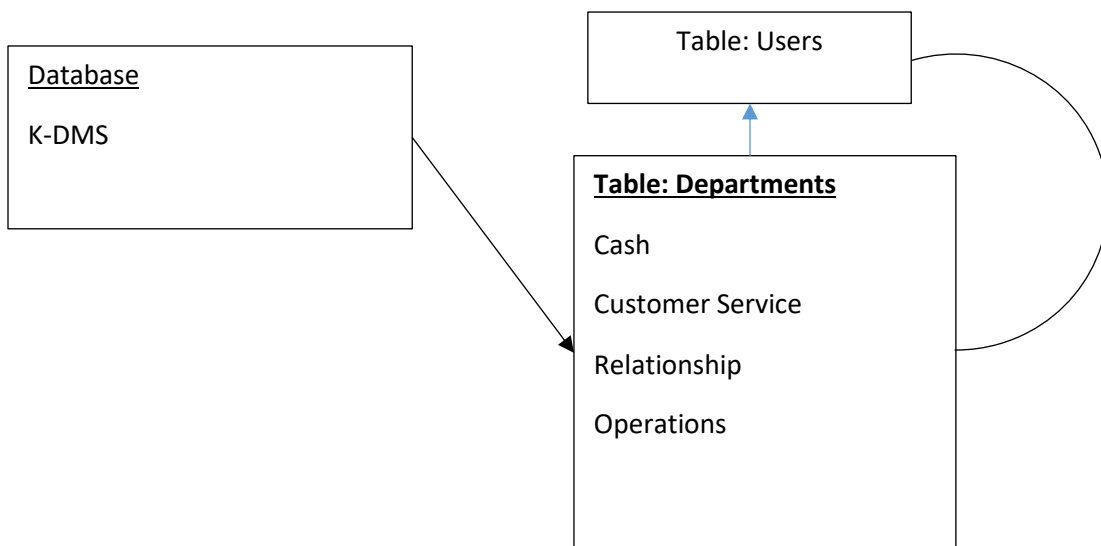 Database
K-DMS
Table: Users
Table: Departments
Cash
Customer Service
Relationship
Operations